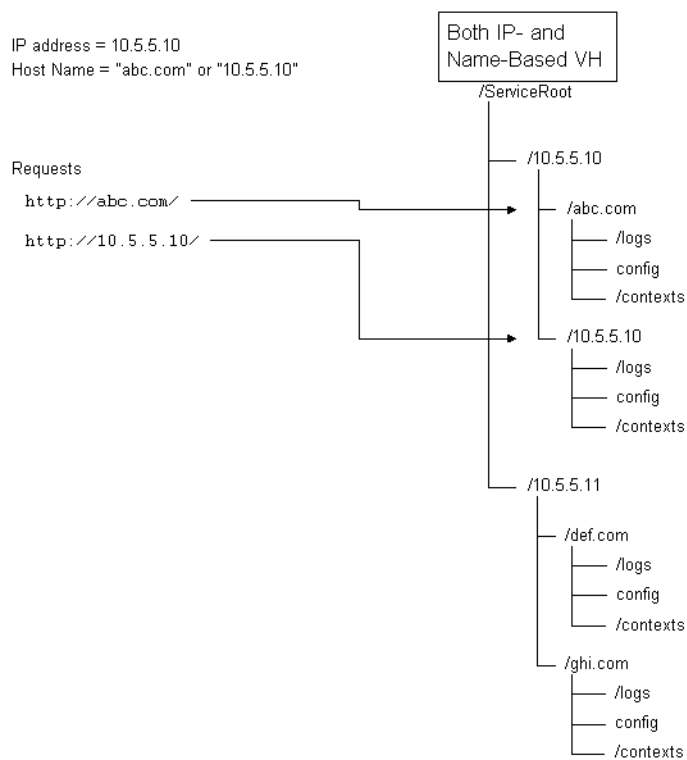 IP address = 10.5.5.10
Host Name = "abc.com" or "10.5.5.10"
Both IP- and
Name-Based VH
/ServiceRoot
Requests
http://abc.com/
http://10.5.5.10/
/10.5.5.10
/abc.com
/logs
config
/contexts
/10.5.5.10
/logs
config
/contexts
/10.5.5.11
/def.com
/logs
config
/contexts
/ghi.com
/logs
config
/contexts